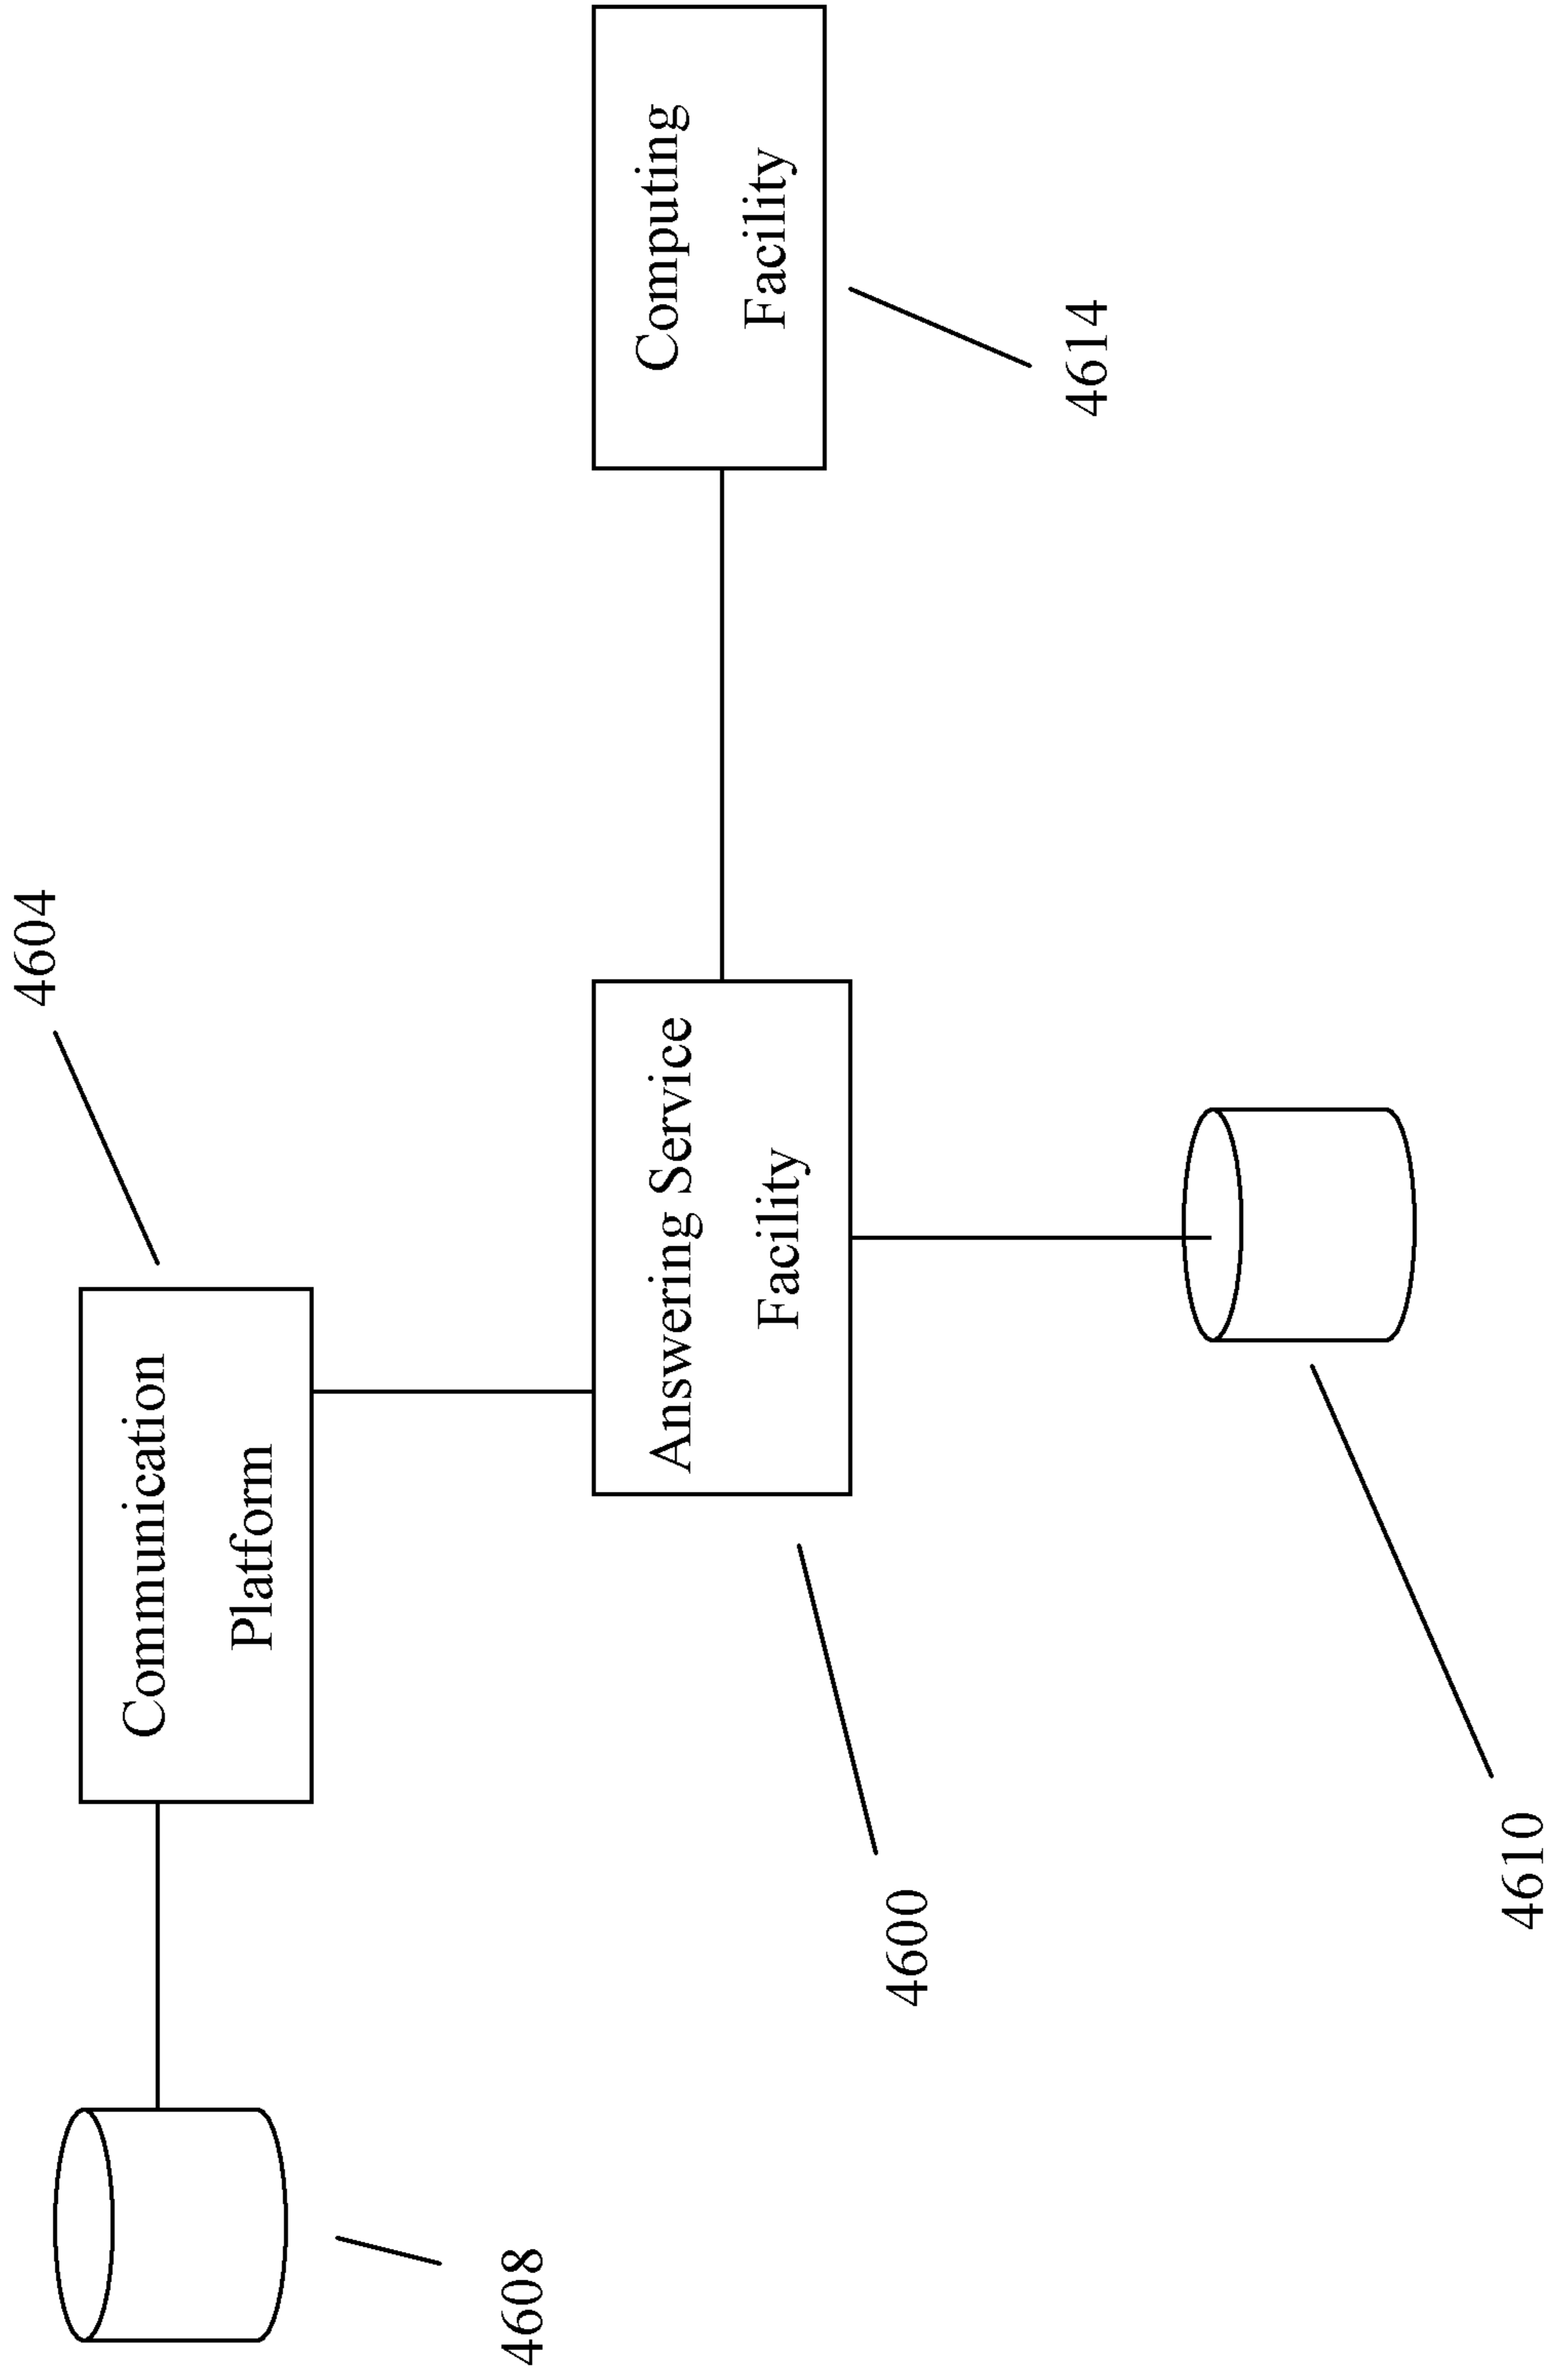 4604
4608
Communication
Platform
Answering Service
Facility
Computing
Facility
4600
4614
4610